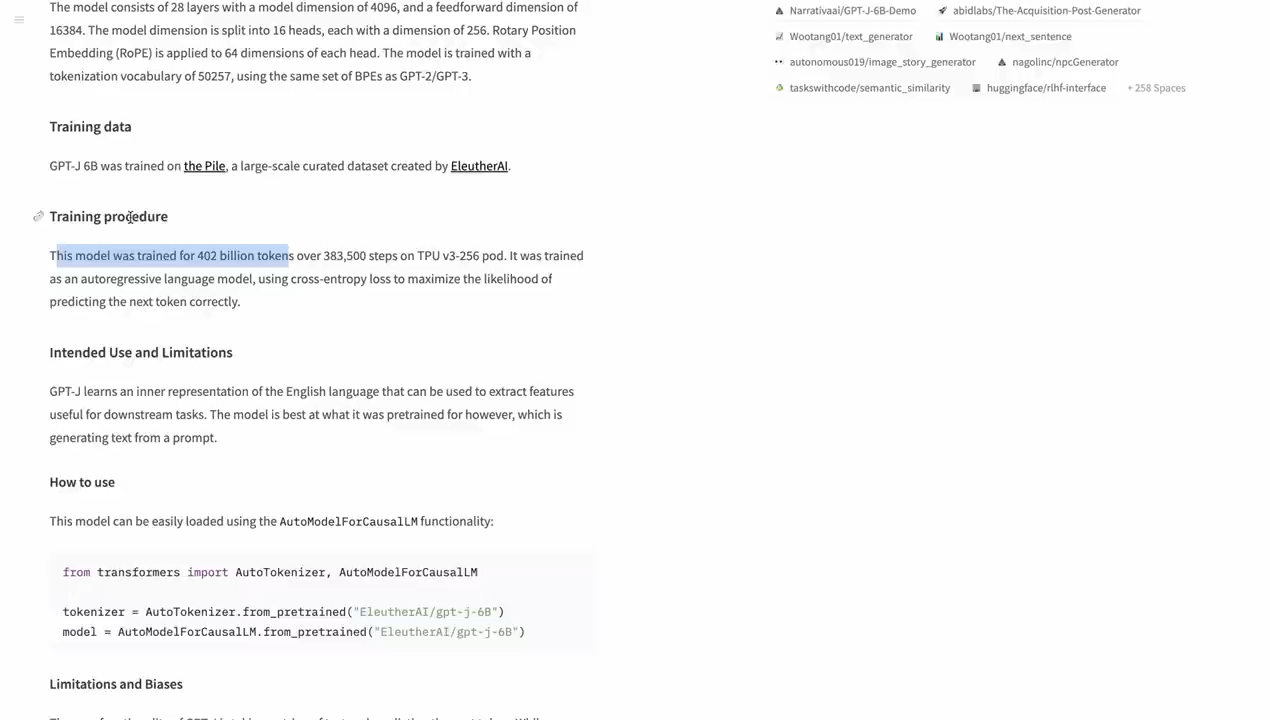 The model consists of 28 layers with a model dimension of 4096, and a feedforward dimension of
16384. The model dimension is split into 16 heads, each with a dimension of 256. Rotary Position
Embedding (RoPE) is applied to 64 dimensions of each head. The model is trained with a
tokenization vocabulary of 50257, using the same set of BPEs as GPT-2/GPT-3.
Training data
GPT-J 6B was trained on the Pile, a large-scale curated dataset created by EleutherAI.
Training procedure
This model was trained for 402 billion tokens over 383,500 steps on TPU v3-256 pod. It was trained
as an autoregressive language model, using cross-entropy loss to maximize the likelihood of
predicting the next token correctly.
Intended Use and Limitations
GPT-J learns an inner representation of the English language that can be used to extract features
useful for downstream tasks. The model is best at what it was pretrained for however, which is
generating text from a prompt.
How to use
This model can be easily loaded using the AutoModelForCausalLM functionality:
from transformers import AutoTokenizer, AutoModelForCausalLM
tokenizer = AutoTokenizer.from_pretrained("EleutherAI/gpt-j-6B")
model = AutoModelForCausalLM.from_pretrained("EleutherAI/gpt-j-6B")
Limitations and Biases
Narrativaai/GPT-J-6B-Demo abidlabs/The-Acquisition-Post-Generator
Wootang01/text_generator Wootang01/next_sentence
autonomous019/image_story_generator nagolinc/npcGenerator
taskswithcode/semantic_similarity huggingface/rlhf-interface + 258 Spaces